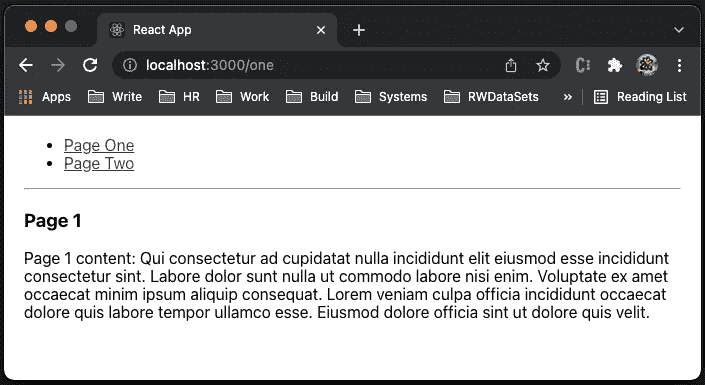 React App
localhost:3000/one
Apps Write HR Work Build Systems RWDataSets » Reading List
Page One
Page Two
Page 1
Page 1 content: Qui consectetur ad cupidatat nulla incididunt elit eiusmod esse incididunt
consectetur sint. Labore dolor sunt nulla ut commodo labore nisi enim. Voluptate ex amet
occaecat minim ipsum aliquip consequat. Lorem veniam culpa officia incididunt occaecat
dolore quis labore tempor ullamco esse. Eiusmod dolore officia sint ut dolore quis velit.